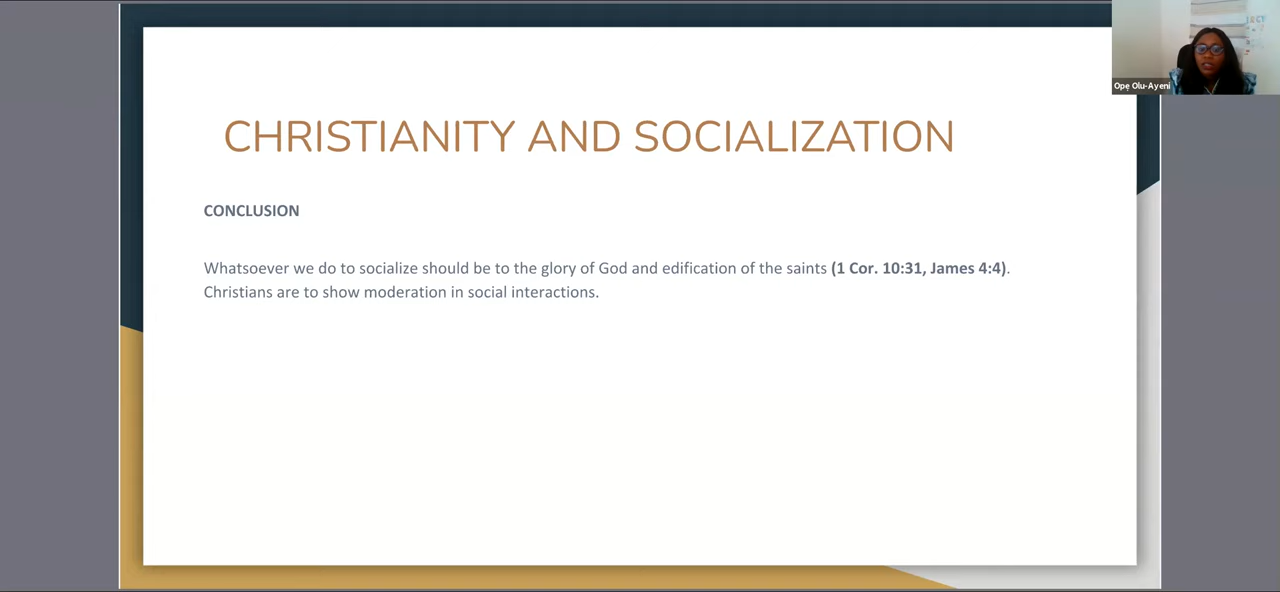 CHRISTIANITY AND SOCIALIZATION
CONCLUSION
Whatsoever we do to socialize should be to the glory of God and edification of the saints (1 Cor. 10:31, James 4:4).
Christians are to show moderation in social interactions.
Opẹ Olu-Ayeni